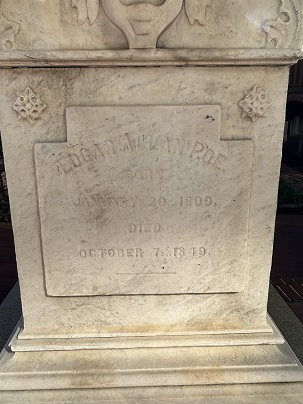 EDGAR ALLAN POE
BORN
JANUARY 20, 1809.
DIED
OCTOBER 7, 1849.